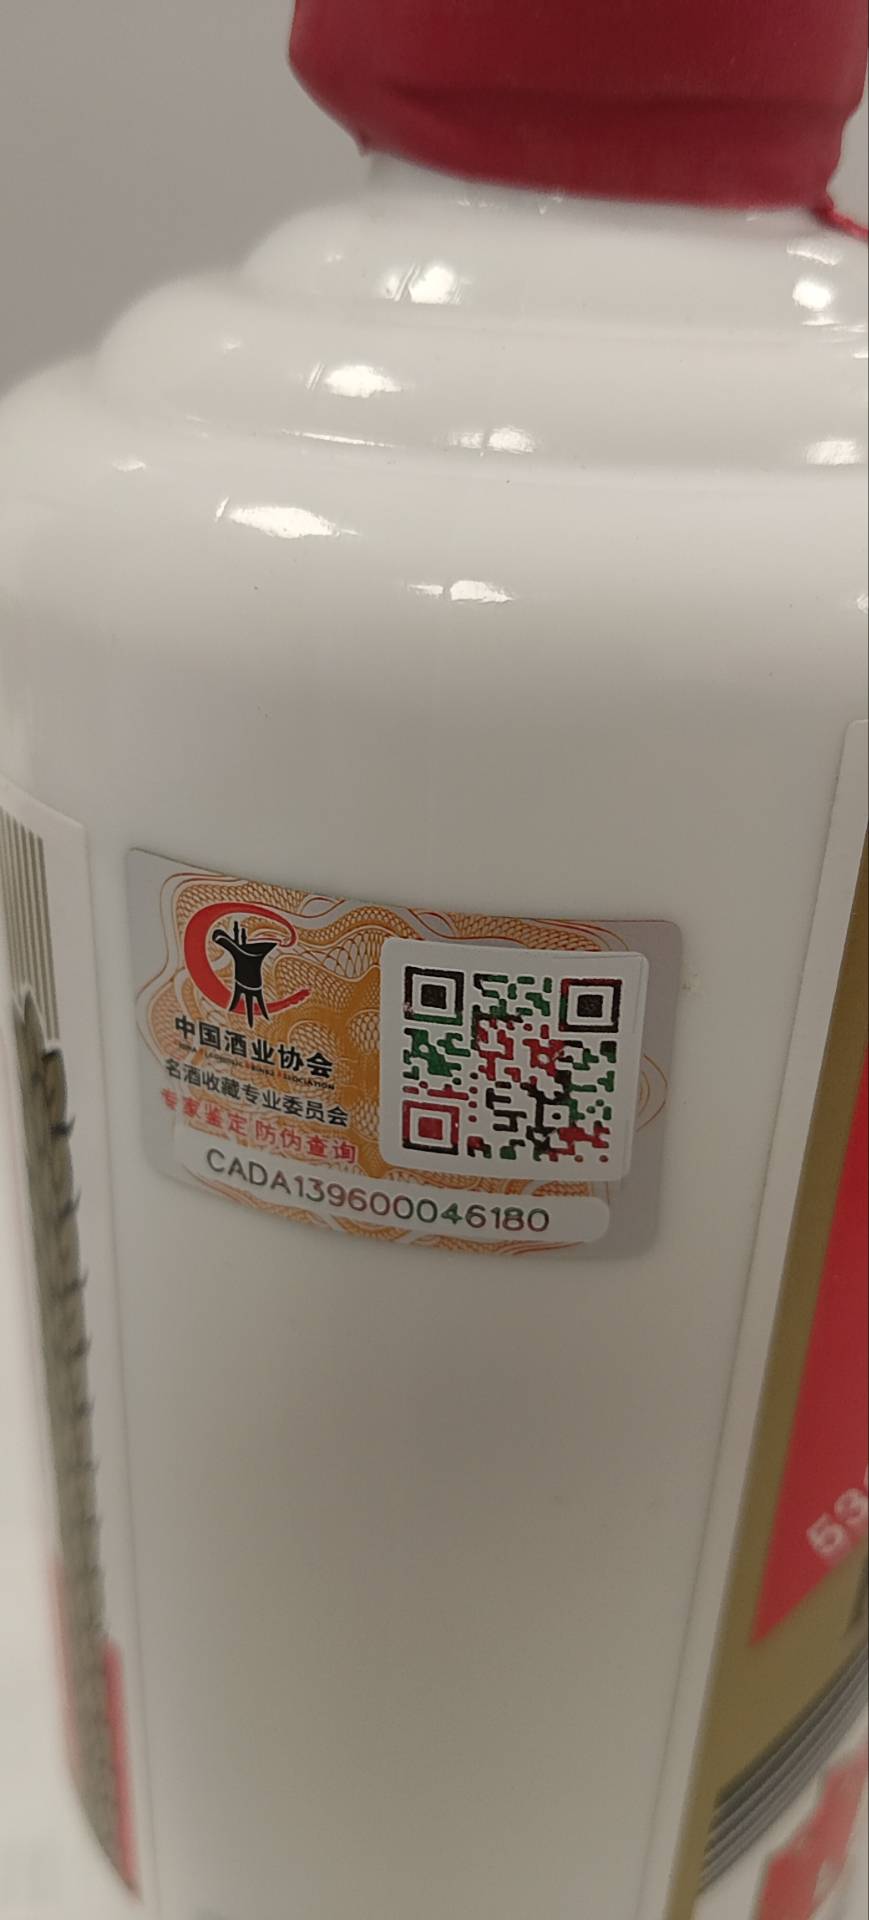 中国酒业协会
名酒收藏专业委员会
专家鉴定 防伪查询
CADA139600046180
53